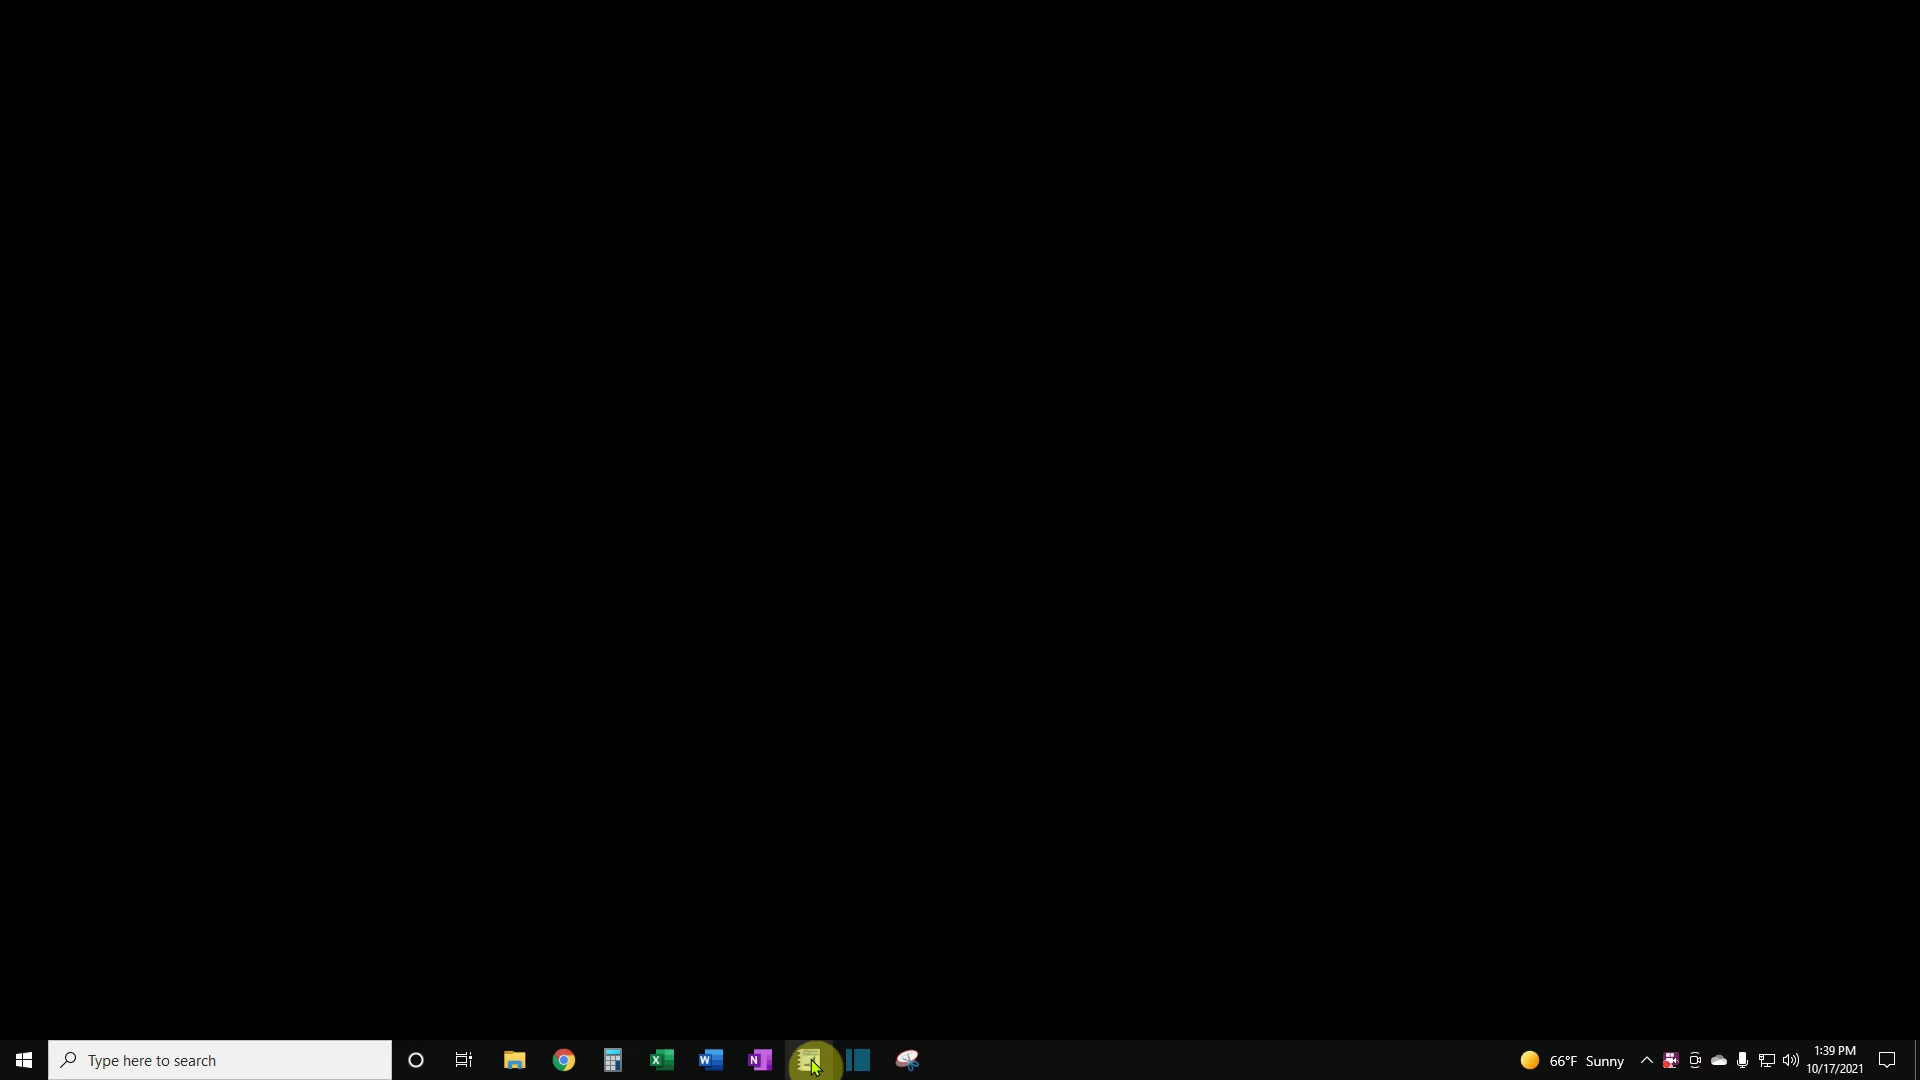 Type here to search
X
W
N
66°F Sunny
1:39 PM
10/17/2021